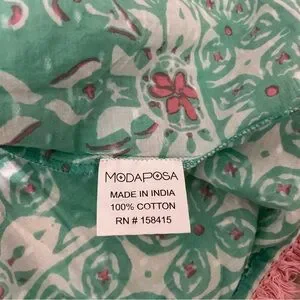 MODAPOSA
MADE IN INDIA
100% COTTON
RN # 158415